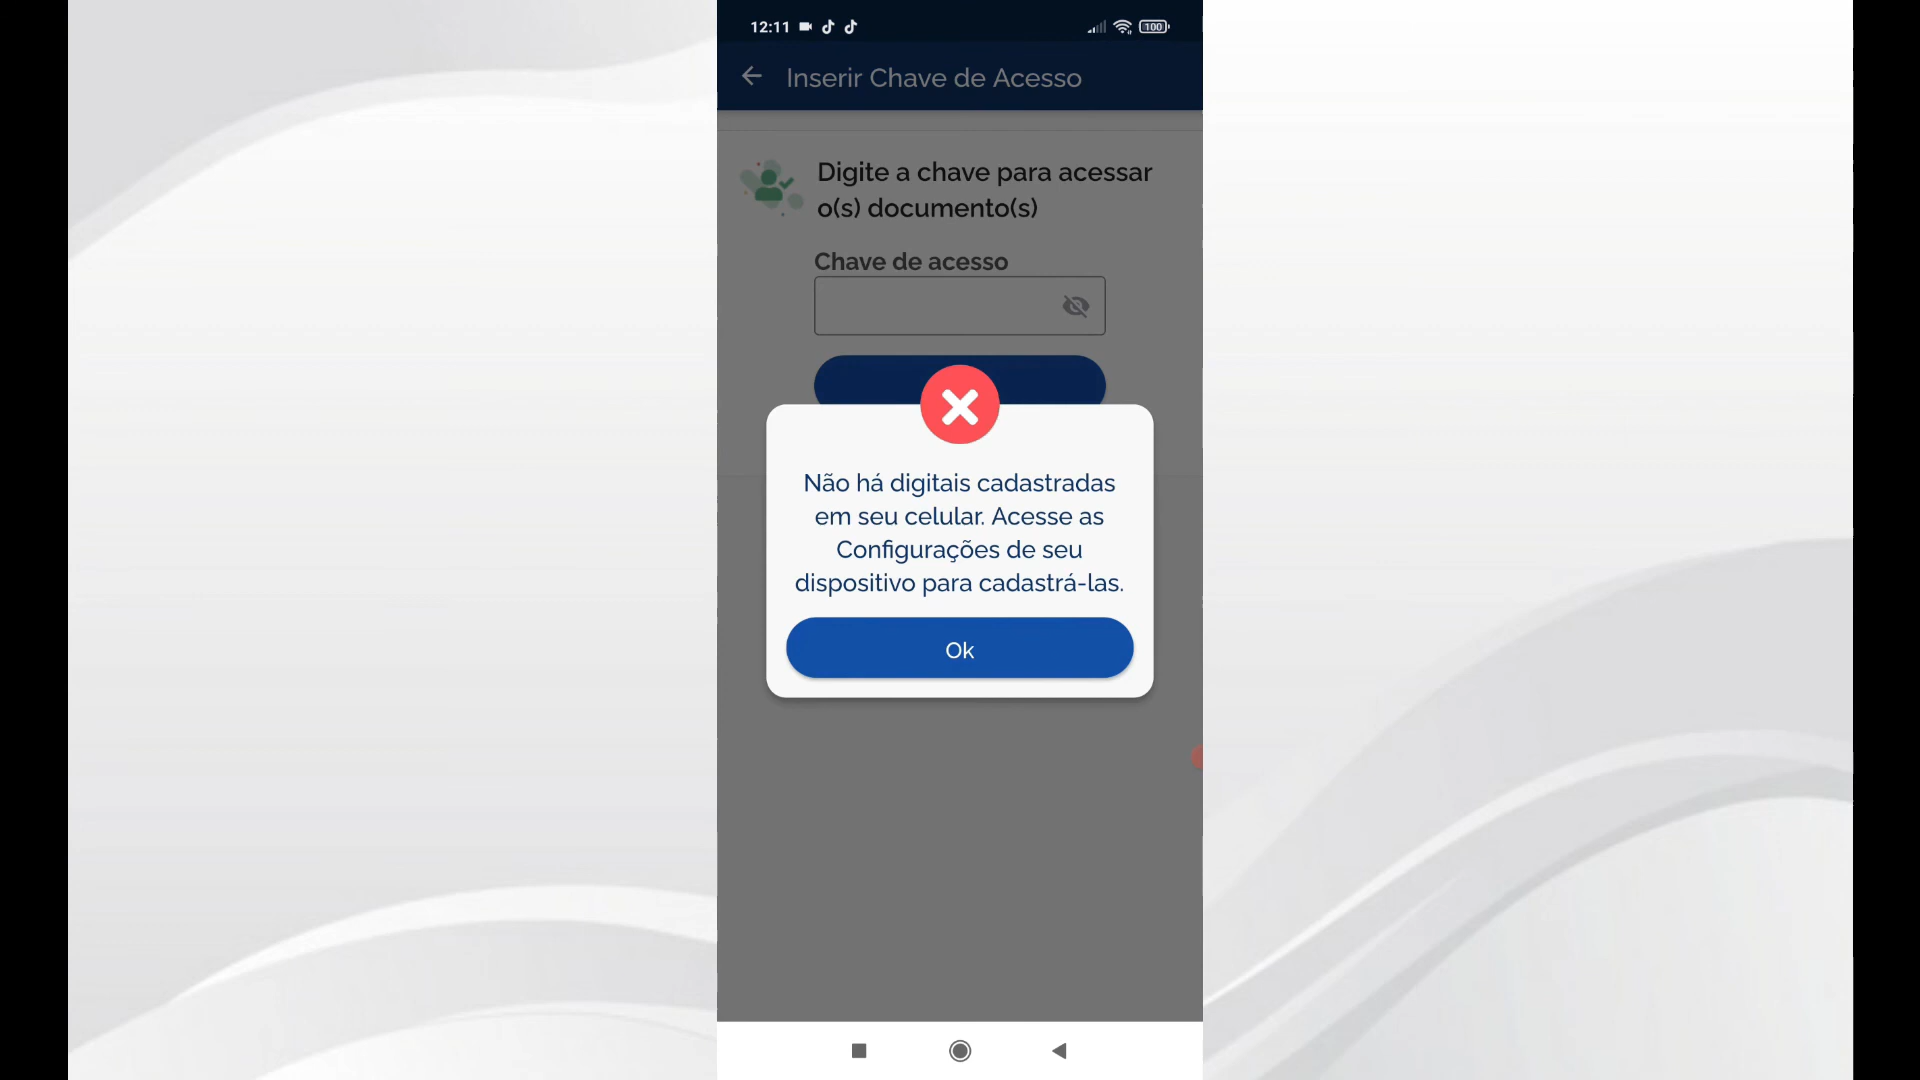 12:11
100
Inserir Chave de Acesso
Digite a chave para acessar
o(s) documento(s)
Chave de acesso
Não há digitais cadastradas
em seu celular. Acesse as
Configurações de seu
dispositivo para cadastrá-las.
Ok